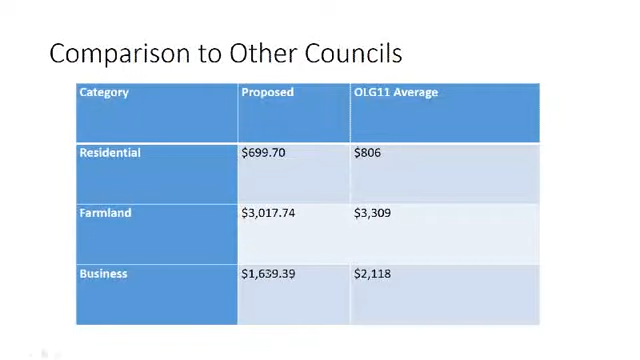 Comparison to Other Councils
Category Proposed OLG11 Average
Residential $699.70 $806
Farmland $3,017.74 $3,309
Business $1,639.39 $2,118